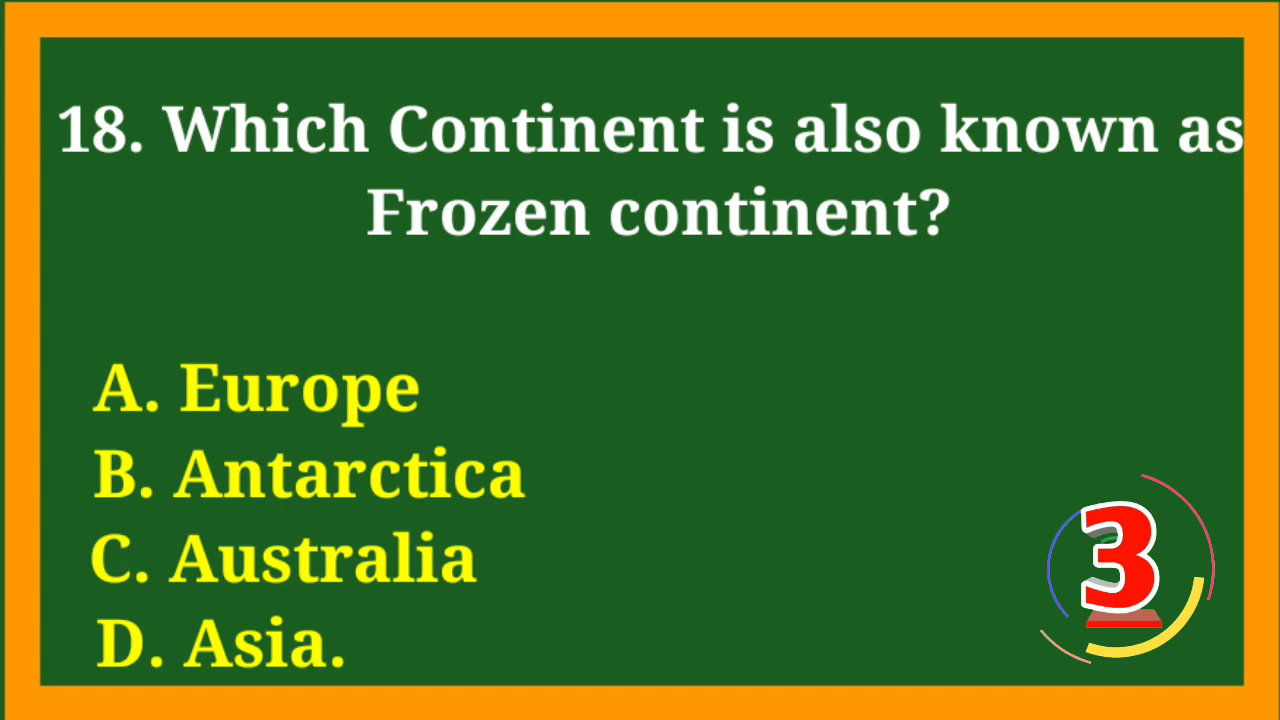 18. Which Continent is also known as
Frozen continent?
A. Europe
B. Antarctica
C. Australia
D. Asia.
3